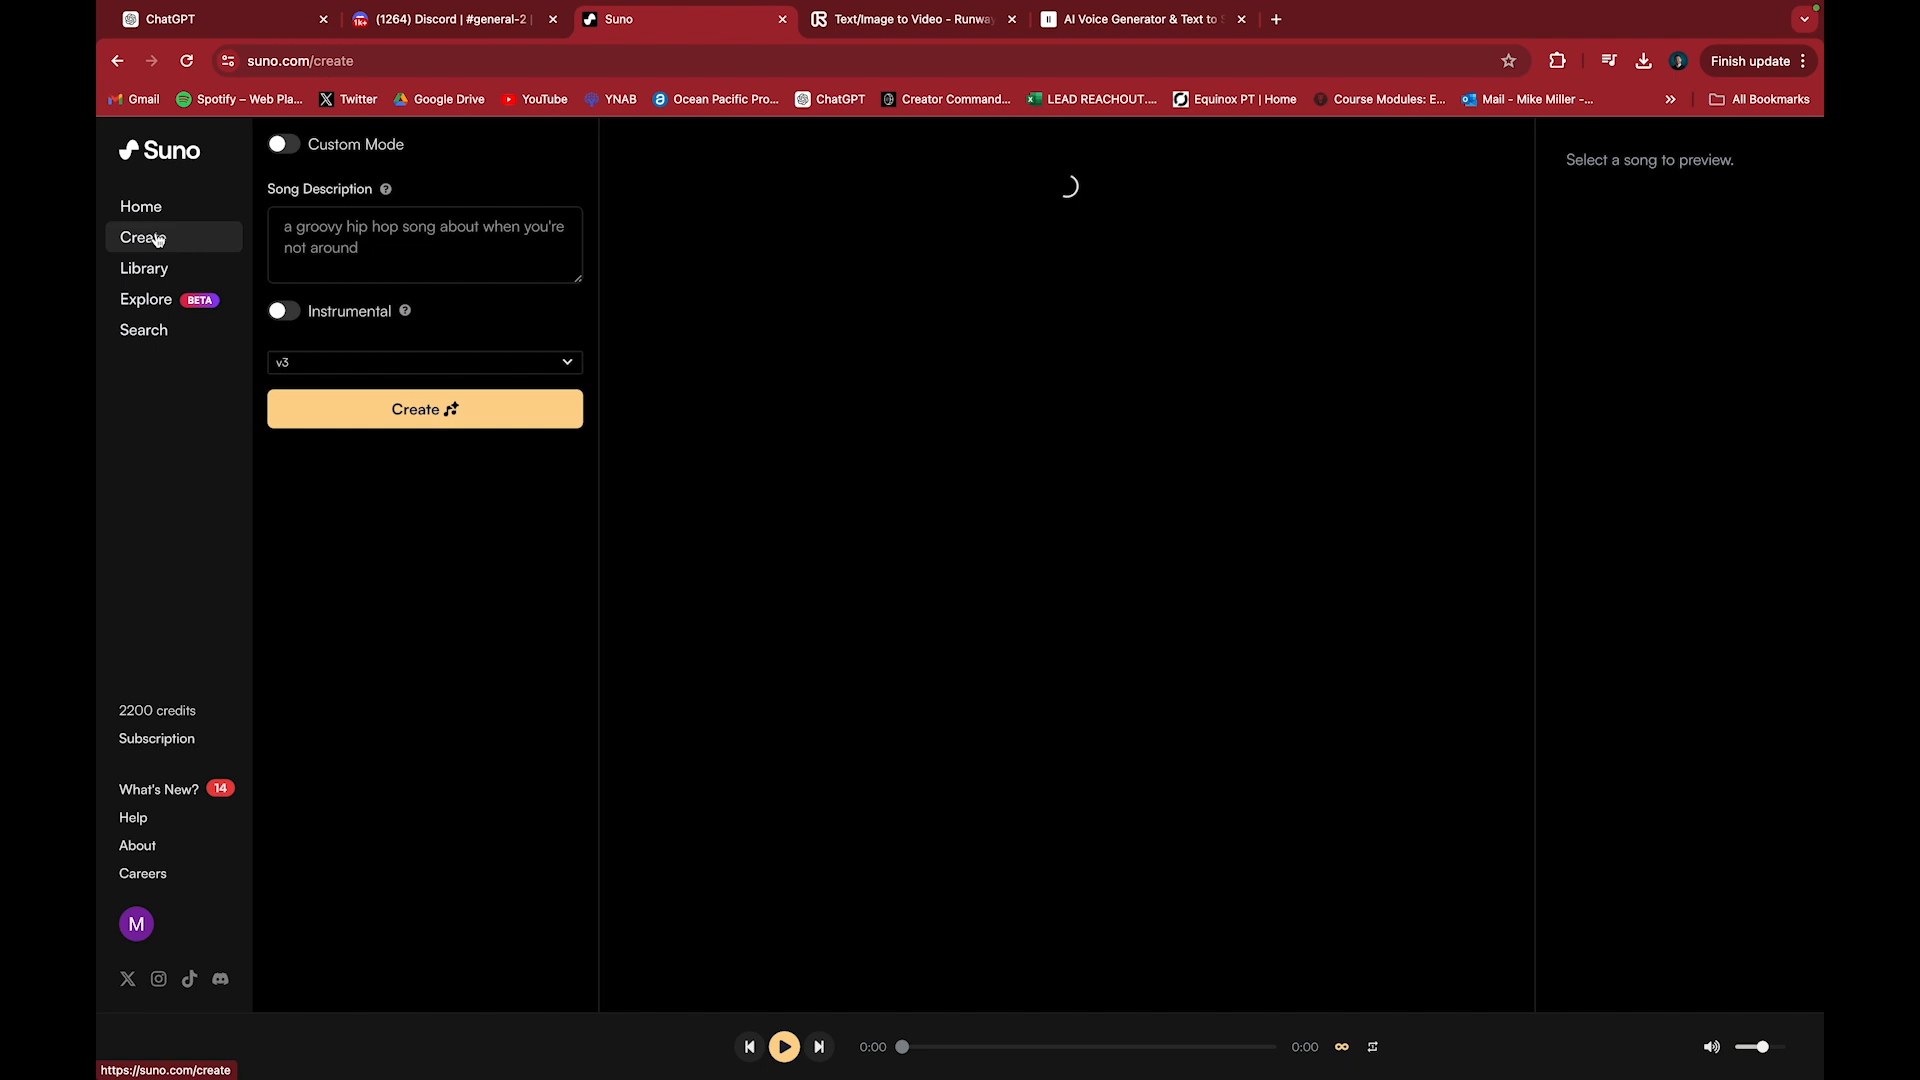 ChatGPT
(1264) Discord | #general-2
Suno
Text/Image to Video - Runway
AI Voice Generator & Text to
suno.com/create
Finish update
Gmail
Spotify – Web Pla...
Twitter
Google Drive
YouTube
YNAB
Ocean Pacific Pro...
ChatGPT
Creator Command...
LEAD REACHOUT....
Equinox PT | Home
Course Modules: E...
Mail - Mike Miller -...
All Bookmarks
Suno
Home
Create
Library
Explore BETA
Search
2200 credits
Subscription
What's New? 14
Help
About
Careers
M
Custom Mode
Song Description
a groovy hip hop song about when you're
not around
Instrumental
v3
Create
Select a song to preview.
0:00
0:00
https://suno.com/create